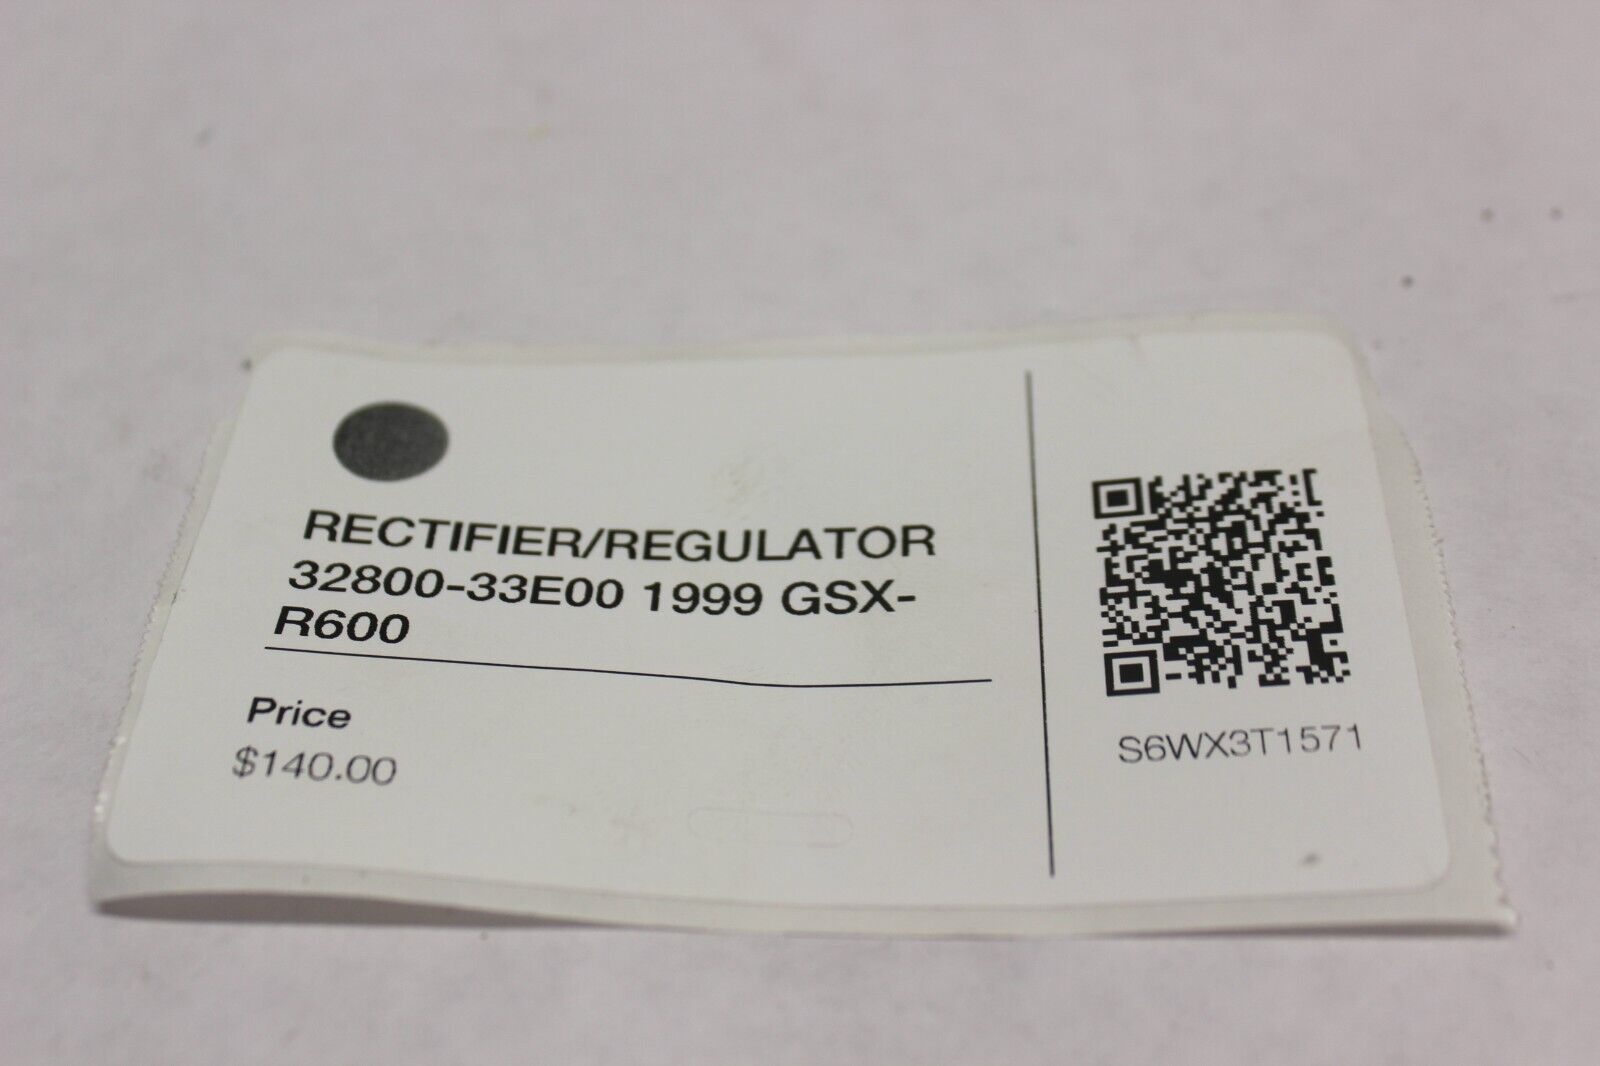 RECTIFIER/REGULATOR
32800-33E00 1999 GSX-
R600
Price
$140.00
S6WX3T1571